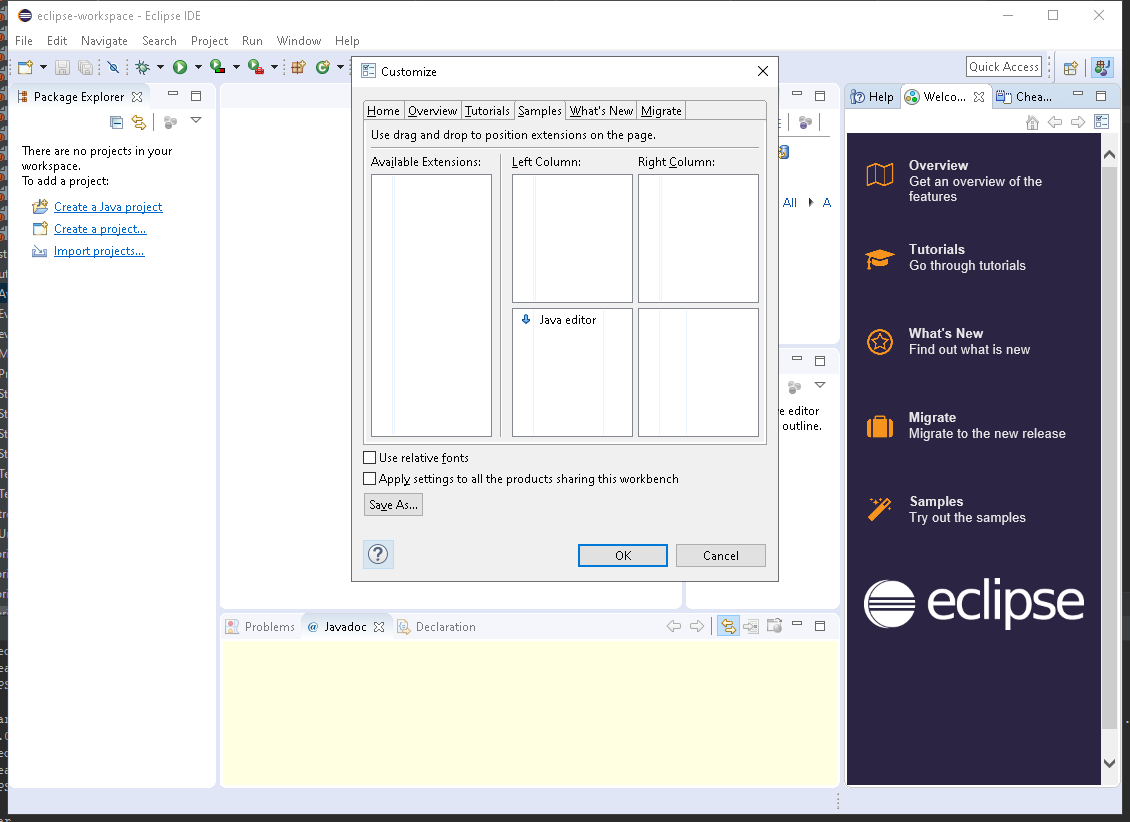 eclipse-workspace - Eclipse IDE
File Edit Navigate Search Project Run Window Help
Quick Access
Package Explorer
There are no projects in your
workspace.
To add a project:
Create a Java project
Create a project...
Import projects...
Customize
Home Overview Tutorials Samples What's New Migrate
Use drag and drop to position extensions on the page.
Available Extensions: Left Column: Right Column:
Java editor
Use relative fonts
Apply settings to all the products sharing this workbench
Save As...
OK Cancel
All A
editor
outline.
Problems @ Javadoc Declaration
Help Welco... Chea...
Overview
Get an overview of the
features
Tutorials
Go through tutorials
What's New
Find out what is new
Migrate
Migrate to the new release
Samples
Try out the samples
eclipse